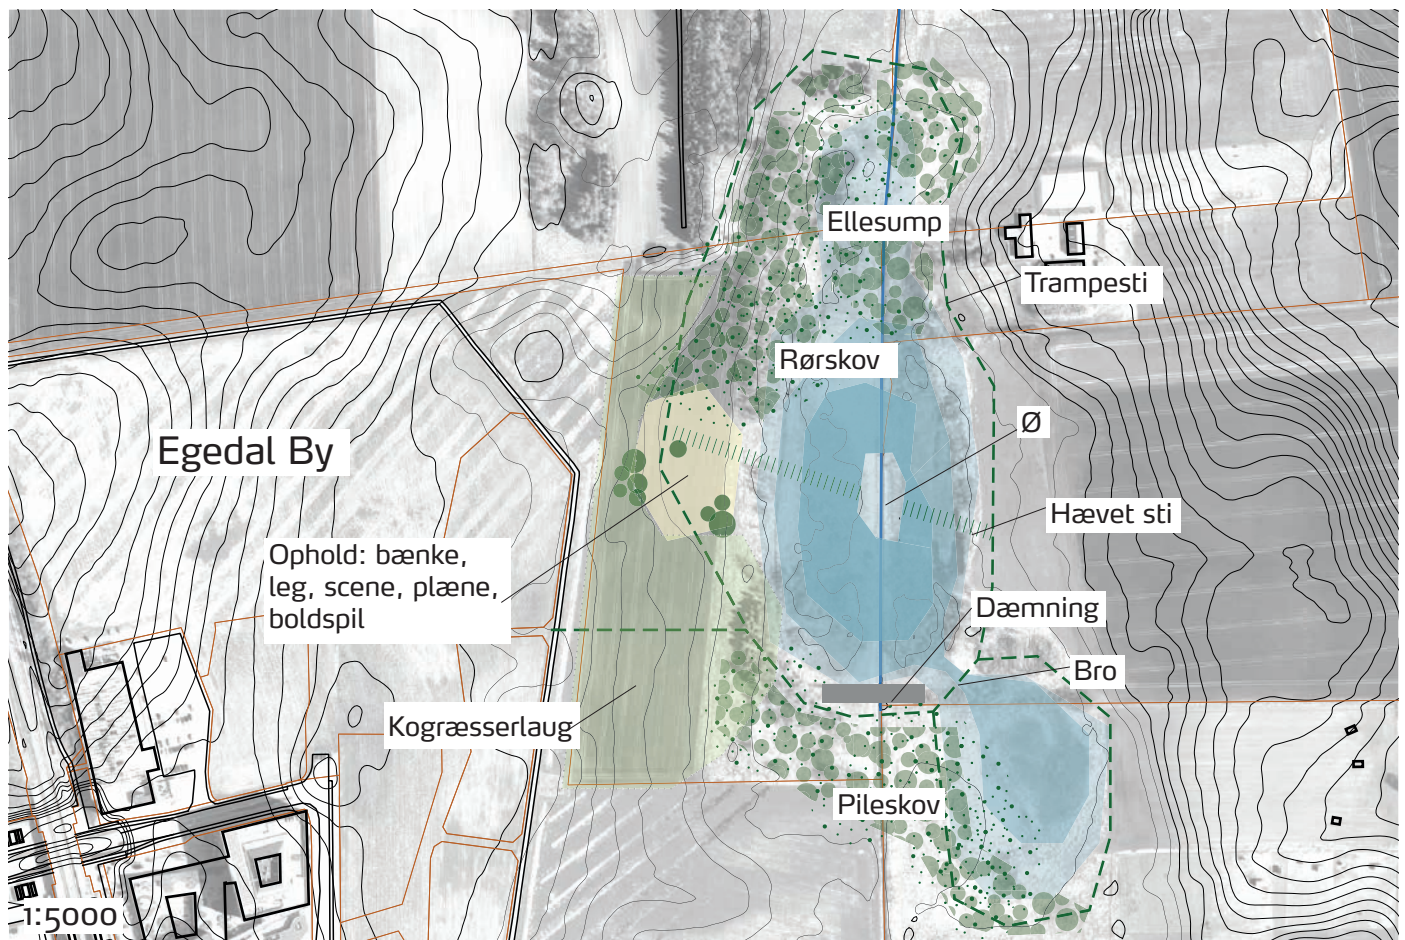 Ellesump
Trampesti
Rørskov
Ø
Egedal By
Hævet sti
Ophold: bænke,
leg, scene, plæne,
boldspil
Dæmning
Bro
Kogræsserlaug
Pileskov
1:5000